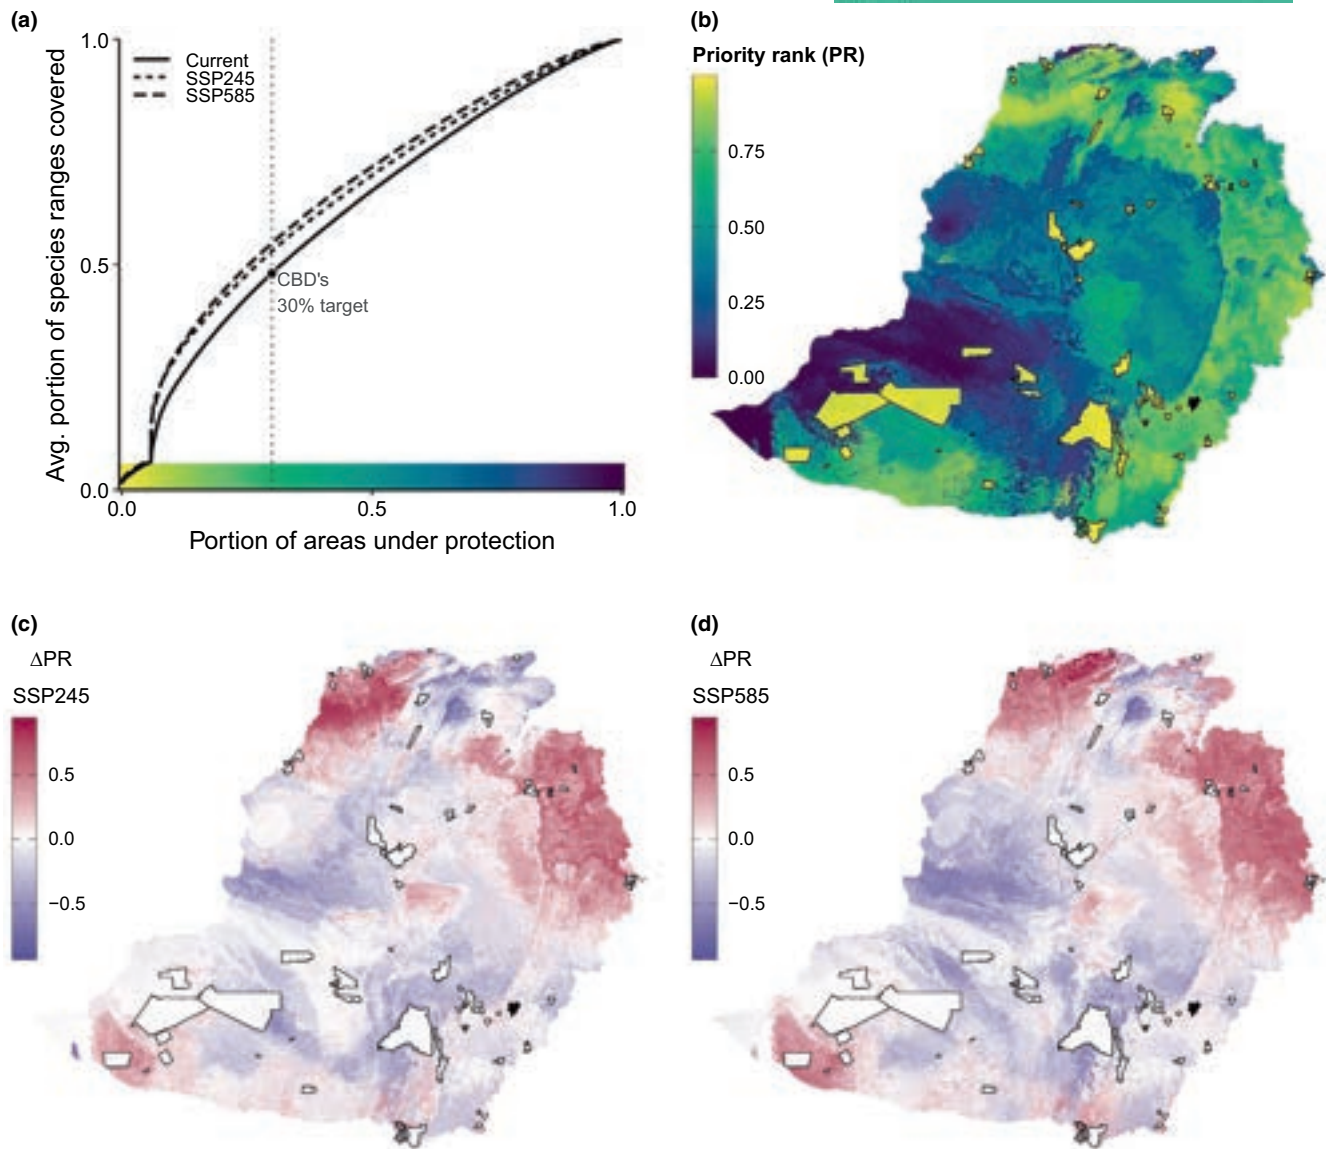 (a)
1.0
0.5
0.0
Avg. portion of species ranges covered
Current
SSP245
SSP585
CBD's
30% target
0.0
0.5
1.0
Portion of areas under protection
(b)
Priority rank (PR)
0.75
0.50
0.25
0.00
(c)
ΔPR
SSP245
0.5
0.0
−0.5
(d)
ΔPR
SSP585
0.5
0.0
−0.5